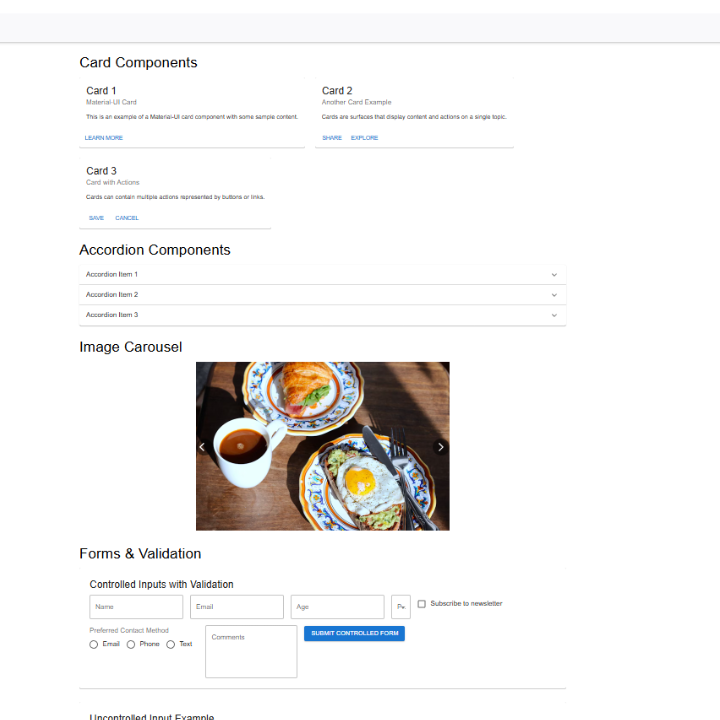 Card Components
Card 1
Material-UI Card
This is an example of a Material-UI card component with some sample content.
LEARN MORE
Card 2
Another Card Example
Cards are surfaces that display content and actions on a single topic.
SHARE EXPLORE
Card 3
Card with Actions
Cards can contain multiple actions represented by buttons or links.
SAVE CANCEL
Accordion Components
Accordion Item 1
Accordion Item 2
Accordion Item 3
Image Carousel
Forms & Validation
Controlled Inputs with Validation
Name Email Age Subscribe to newsletter
Preferred Contact Method
Email Phone Text
Comments
SUBMIT CONTROLLED FORM
Uncontrolled Input Example